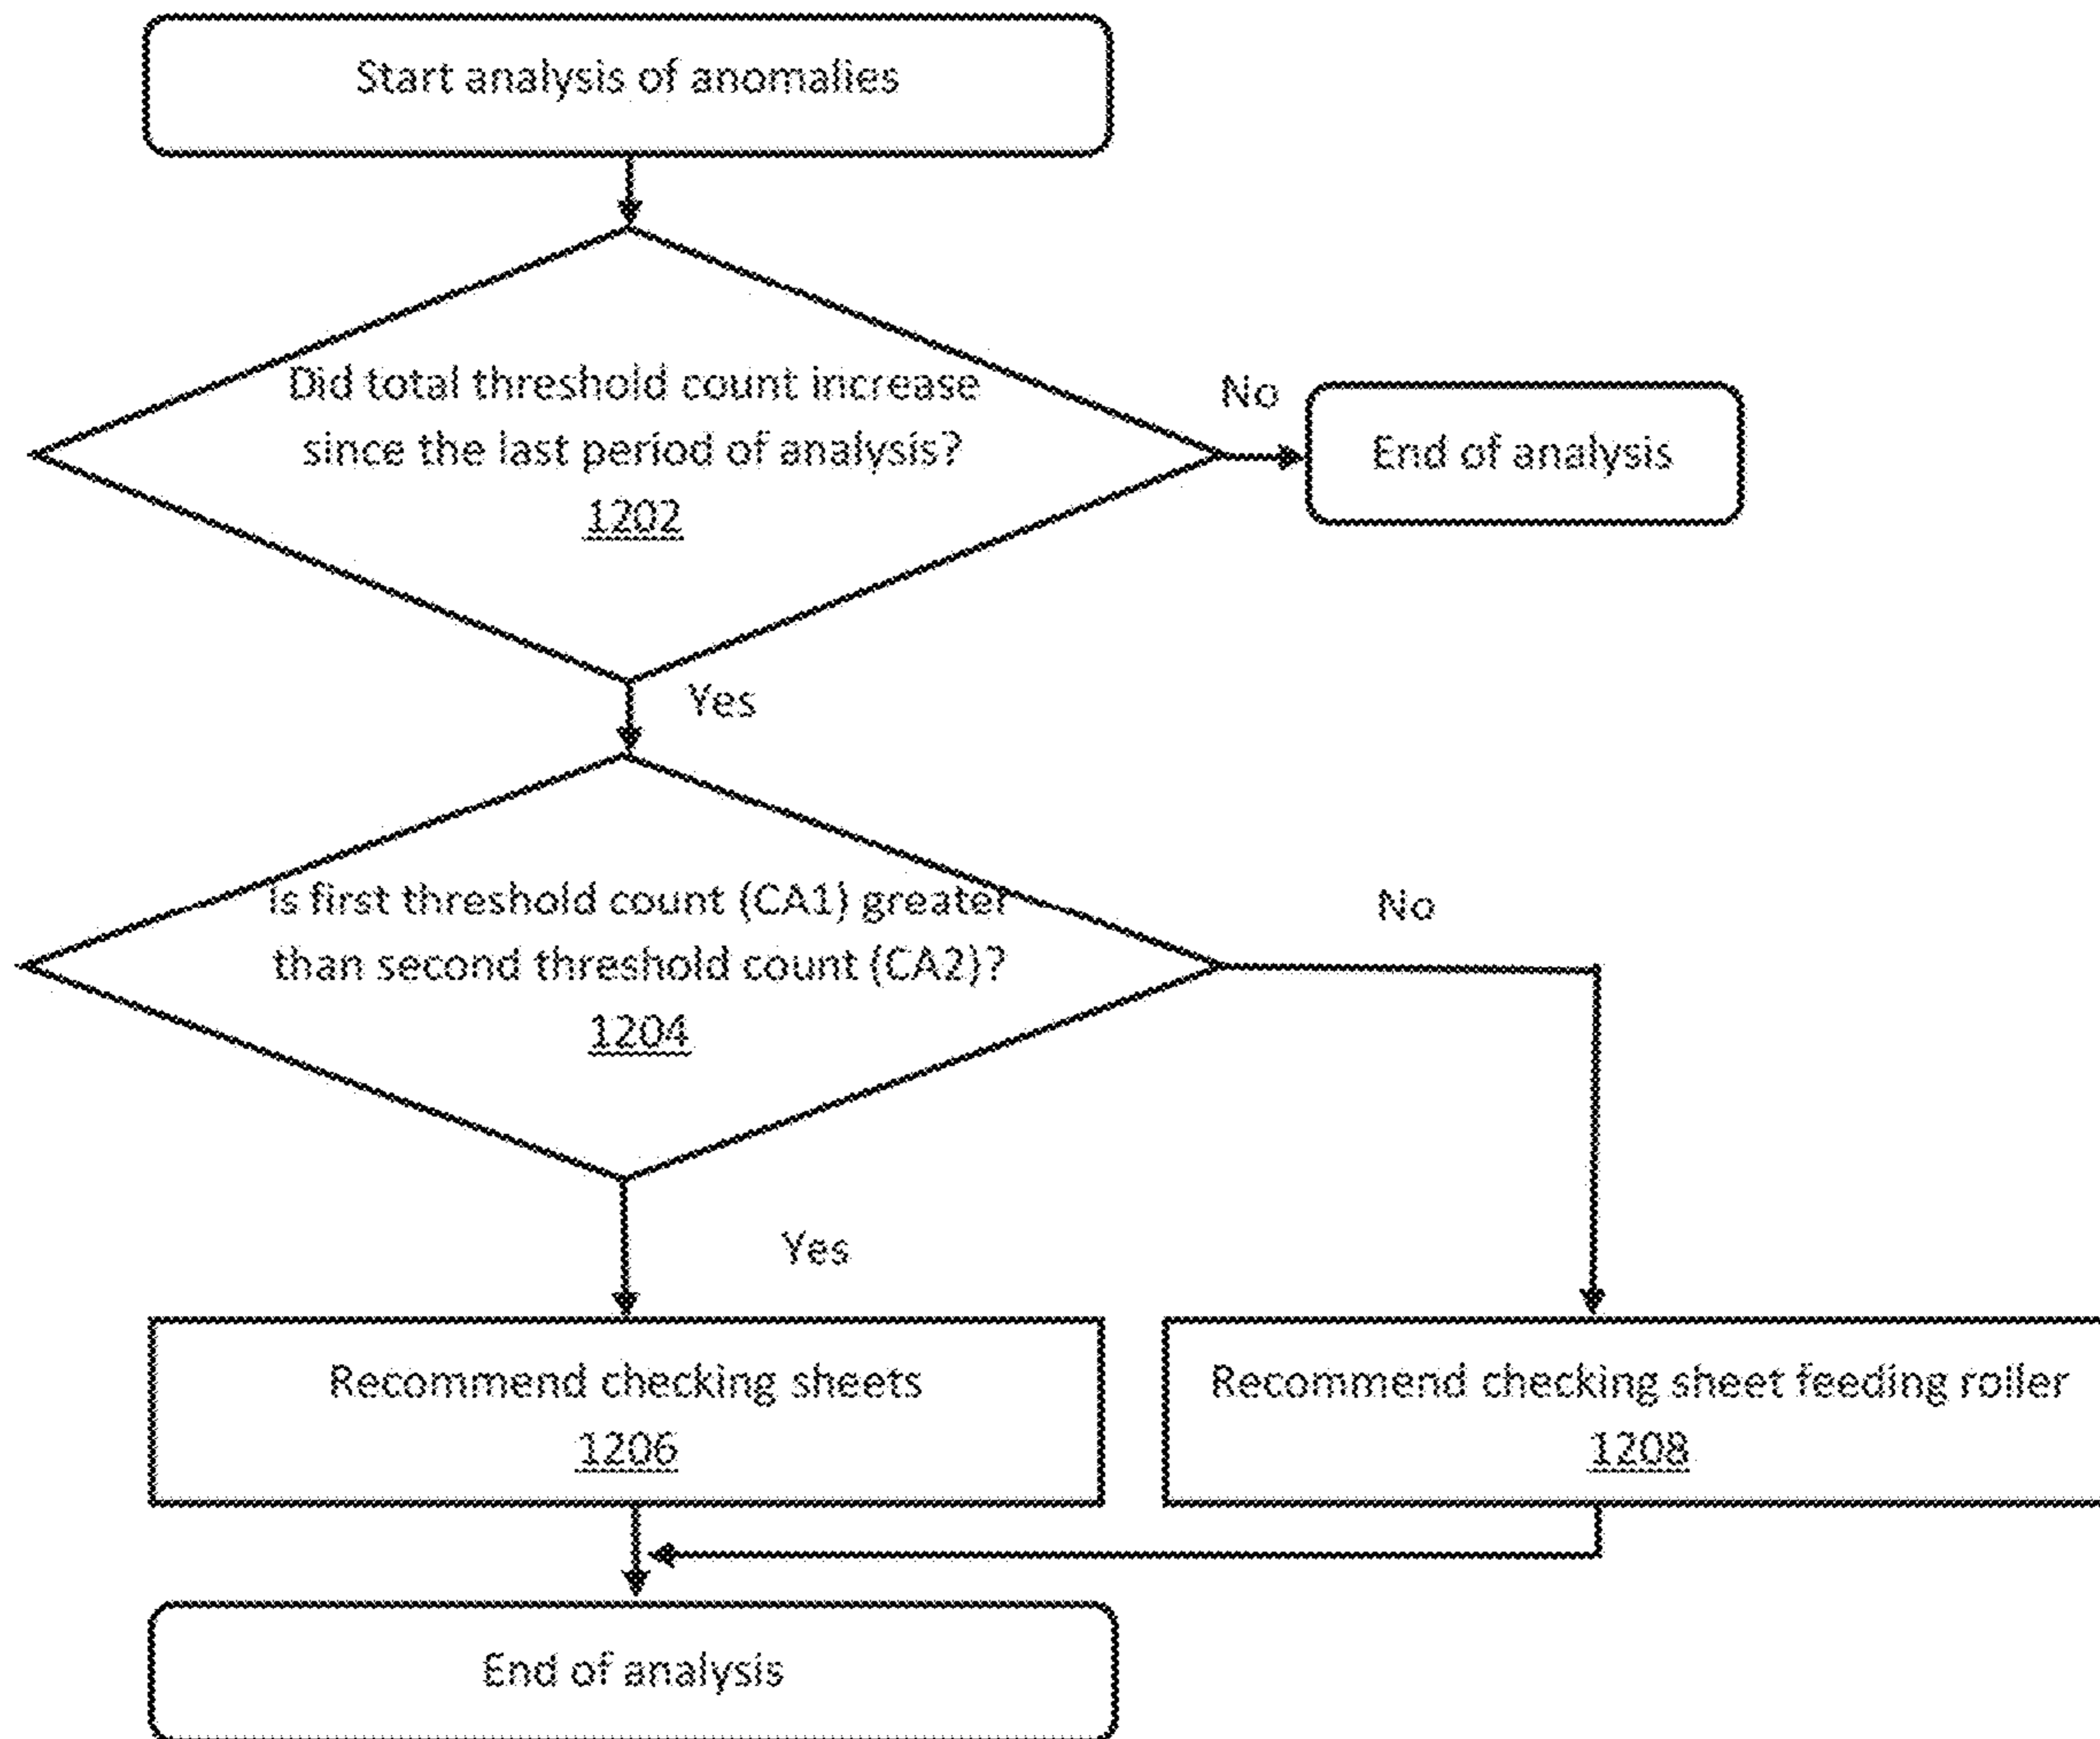 Start analysis of anomalies
Did total threshold count increase
since the last period of analysis?
1202
No
End of analysis
Yes
Is first threshold count (CA1) greater
than second threshold count (CA2)?
1204
No
Yes
Recommend checking sheets
1206
Recommend checking sheet feeding roller
1208
End of analysis